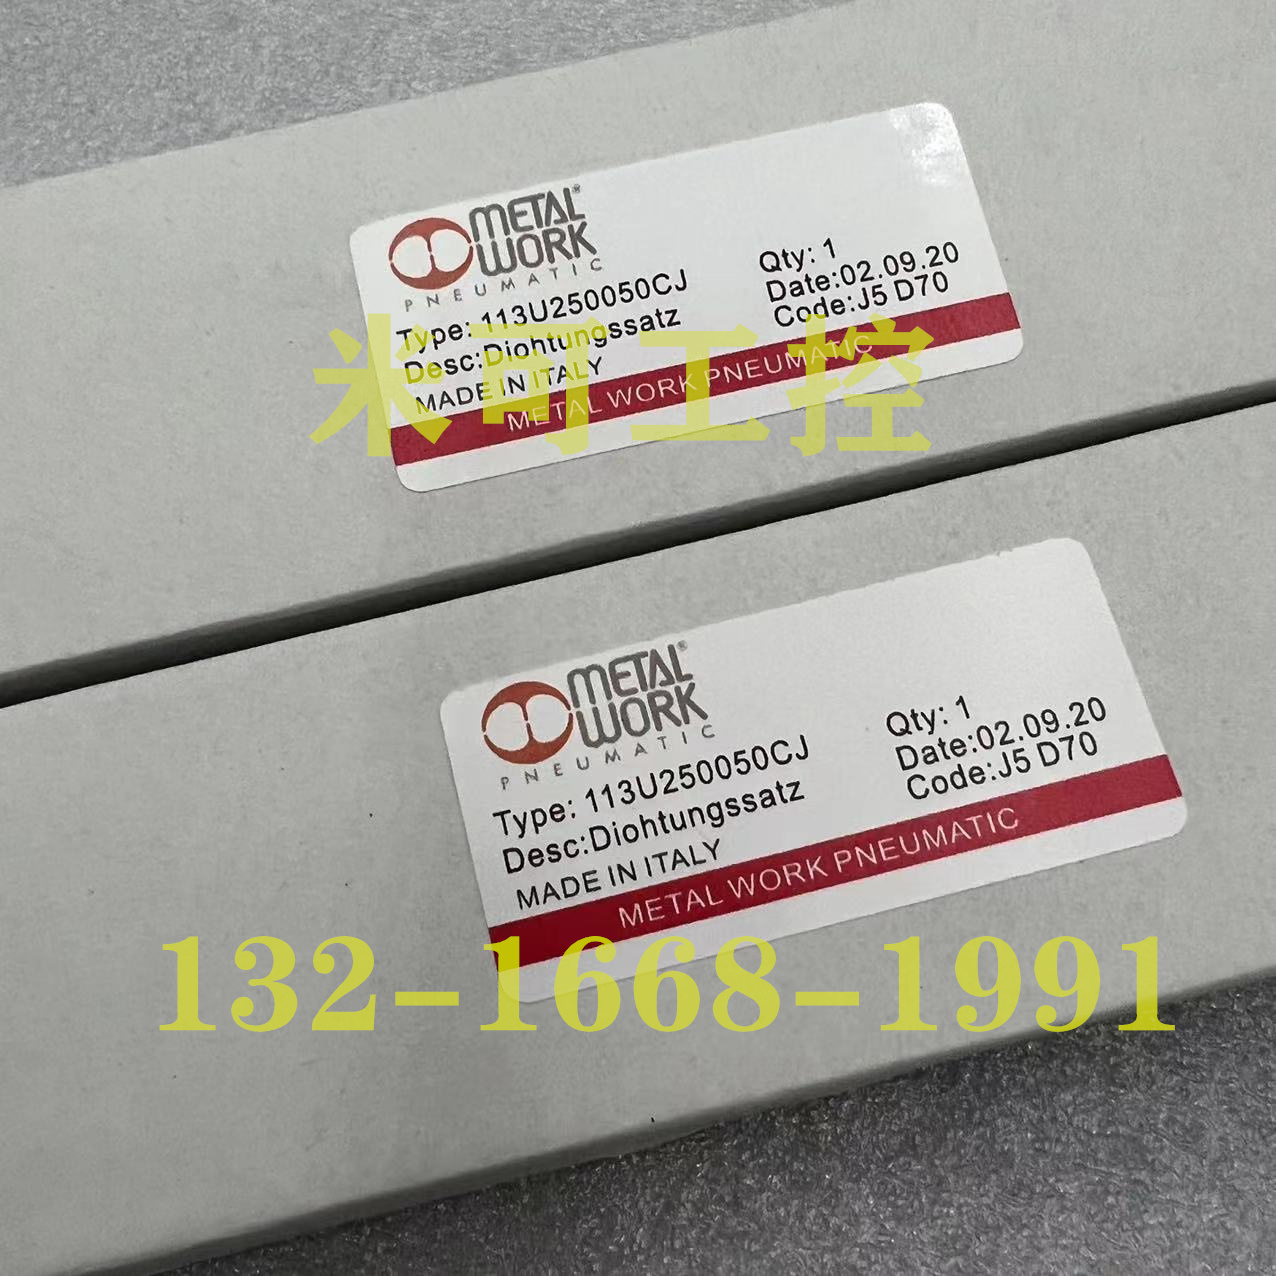 METAL®
WORK
PNEUMATIC
Type: 113U250050CJ
Desc:Diohtungssatz
MADE IN ITALY
Qty: 1
Date:02.09.20
Code:J5 D70
METAL WORK PNEUMATIC
米可工控
METAL®
WORK
PNEUMATIC
Type: 113U250050CJ
Desc:Diohtungssatz
MADE IN ITALY
Qty: 1
Date:02.09.20
Code:J5 D70
METAL WORK PNEUMATIC
132-1668-1991